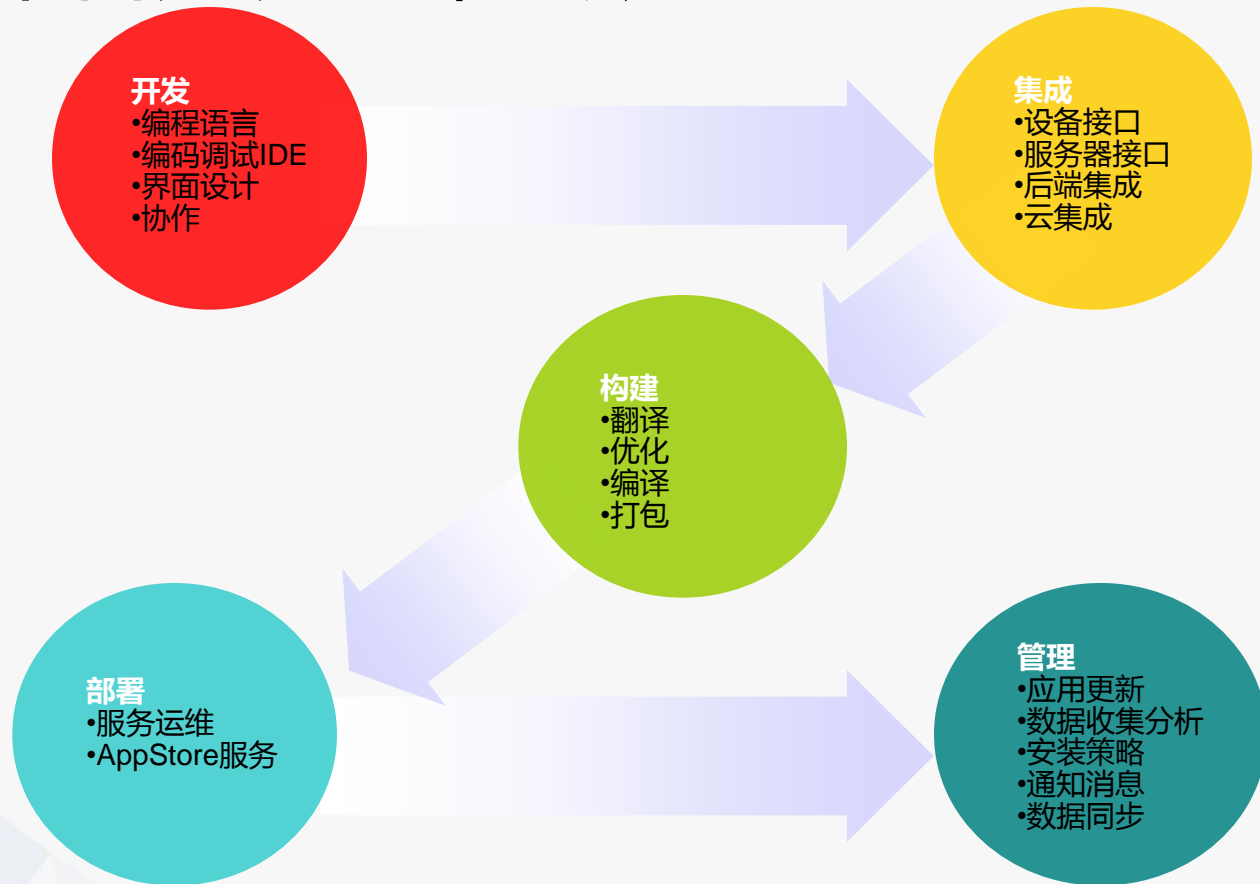 开发
•编程语言
•编码调试IDE
•界面设计
•协作
集成
•设备接口
•服务器接口
•后端集成
•云集成
构建
•翻译
•优化
•编译
•打包
部署
•服务运维
•AppStore服务
管理
•应用更新
•数据收集分析
•安装策略
•通知消息
•数据同步